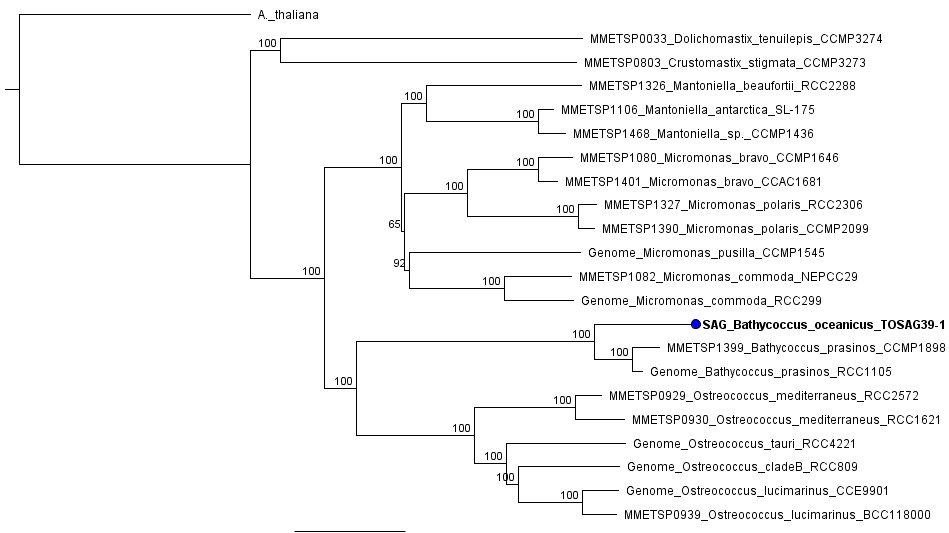 A._thaliana
100
MMETSP0033_Dolichomastix_tenuilepis_CCMP3274
MMETSP0803_Crustomastix_stigmata_CCMP3273
MMETSP1326_Mantoniella_beaufortii_RCC2288
100
MMETSP1106_Mantoniella_antarctica_SL-175
100
MMETSP1468_Mantoniella_sp._CCMP1436
100
MMETSP1080_Micromonas_bravo_CCMP1646
100
MMETSP1401_Micromonas_bravo_CCAC1681
100
MMETSP1327_Micromonas_polaris_RCC2306
100
MMETSP1390_Micromonas_polaris_CCMP2099
65
Genome_Micromonas_pusilla_CCMP1545
92
MMETSP1082_Micromonas_commoda_NEPCC29
100
100
Genome_Micromonas_commoda_RCC299
SAG_Bathycoccus_oceanicus_TOSAG39-1
100
MMETSP1399_Bathycoccus_prasinos_CCMP1898
100
Genome_Bathycoccus_prasinos_RCC1105
100
MMETSP0929_Ostreococcus_mediterraneus_RCC2572
100
MMETSP0930_Ostreococcus_mediterraneus_RCC1621
100
Genome_Ostreococcus_tauri_RCC4221
100
Genome_Ostreococcus_cladeB_RCC809
100
Genome_Ostreococcus_lucimarinus_CCE9901
100
MMETSP0939_Ostreococcus_lucimarinus_BCC118000